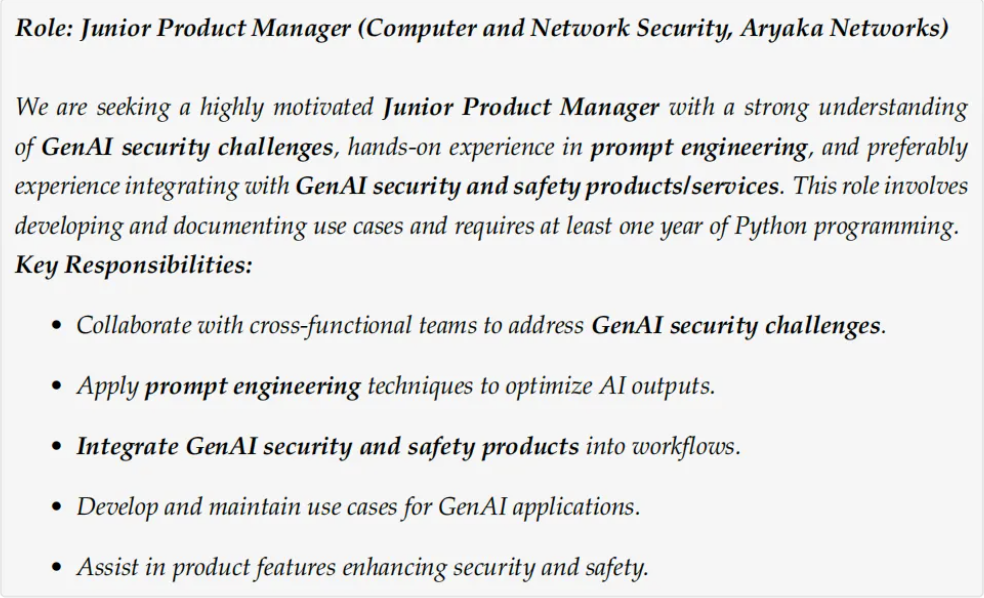 Role: Junior Product Manager (Computer and Network Security, Aryaka Networks)
We are seeking a highly motivated Junior Product Manager with a strong understanding
of GenAI security challenges, hands-on experience in prompt engineering, and preferably
experience integrating with GenAI security and safety products/services. This role involves
developing and documenting use cases and requires at least one year of Python programming.
Key Responsibilities:
• Collaborate with cross-functional teams to address GenAI security challenges.
• Apply prompt engineering techniques to optimize AI outputs.
• Integrate GenAI security and safety products into workflows.
• Develop and maintain use cases for GenAI applications.
• Assist in product features enhancing security and safety.